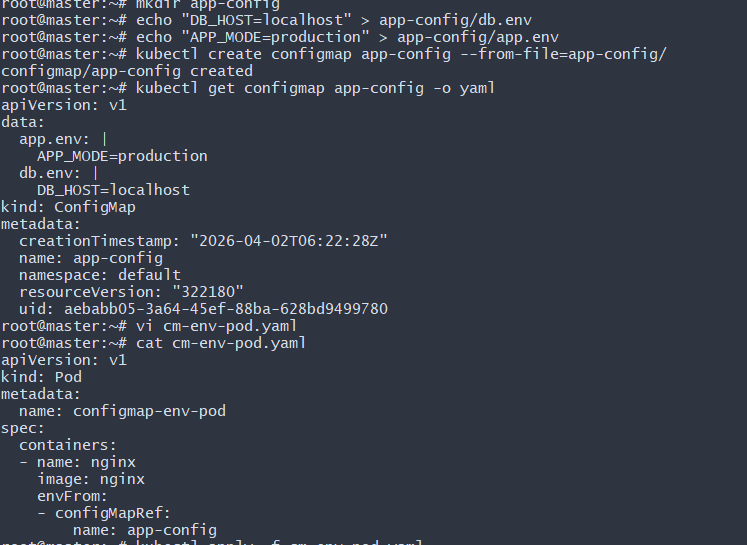 root@master:~# mkdir app-config
root@master:~# echo "DB_HOST=localhost" > app-config/db.env
root@master:~# echo "APP_MODE=production" > app-config/app.env
root@master:~# kubectl create configmap app-config --from-file=app-config/
configmap/app-config created
root@master:~# kubectl get configmap app-config -o yaml
apiVersion: v1
data:
  app.env: |
    APP_MODE=production
  db.env: |
    DB_HOST=localhost
kind: ConfigMap
metadata:
  creationTimestamp: "2026-04-02T06:22:28Z"
  name: app-config
  namespace: default
  resourceVersion: "322180"
  uid: aebabb05-3a64-45ef-88ba-628bd9499780
root@master:~# vi cm-env-pod.yaml
root@master:~# cat cm-env-pod.yaml
apiVersion: v1
kind: Pod
metadata:
  name: configmap-env-pod
spec:
  containers:
  - name: nginx
    image: nginx
    envFrom:
    - configMapRef:
        name: app-config
root@master:~# kubectl apply -f cm-env-pod.yaml